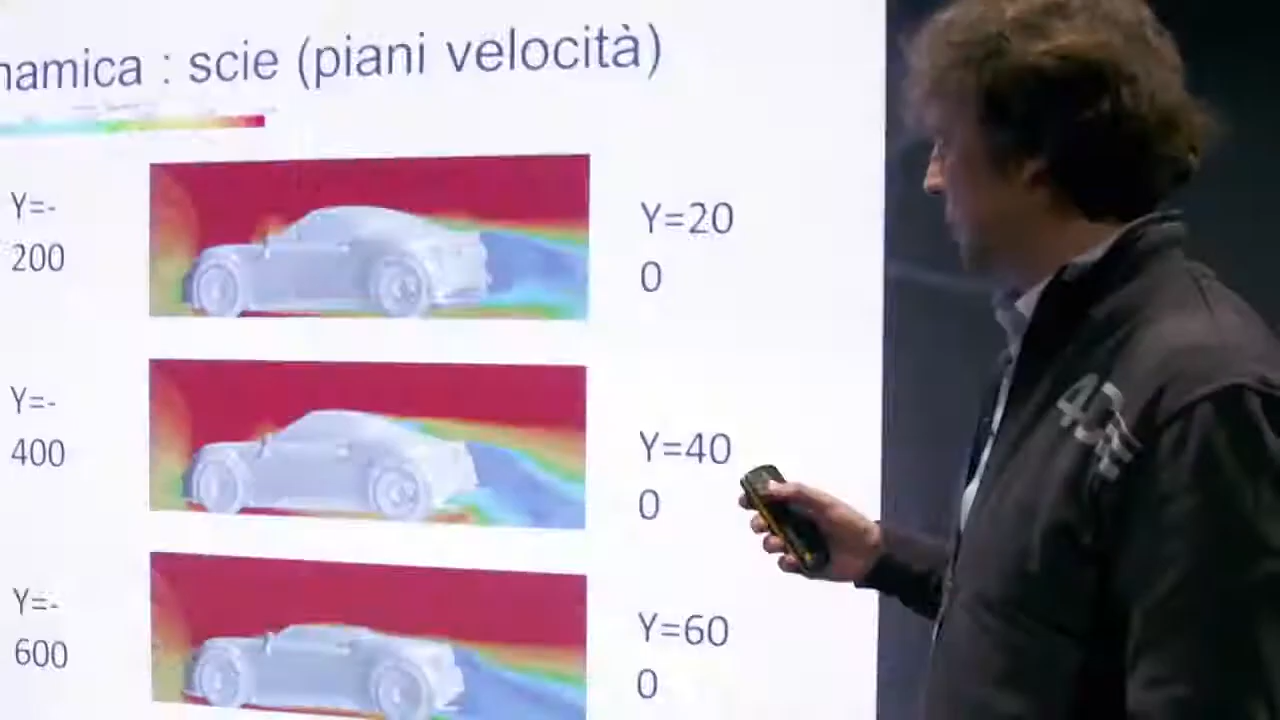 namica : scie (piani velocità)
Y=-
200
Y=20
0
Y=-
400
Y=40
0
Y=-
600
Y=60
0